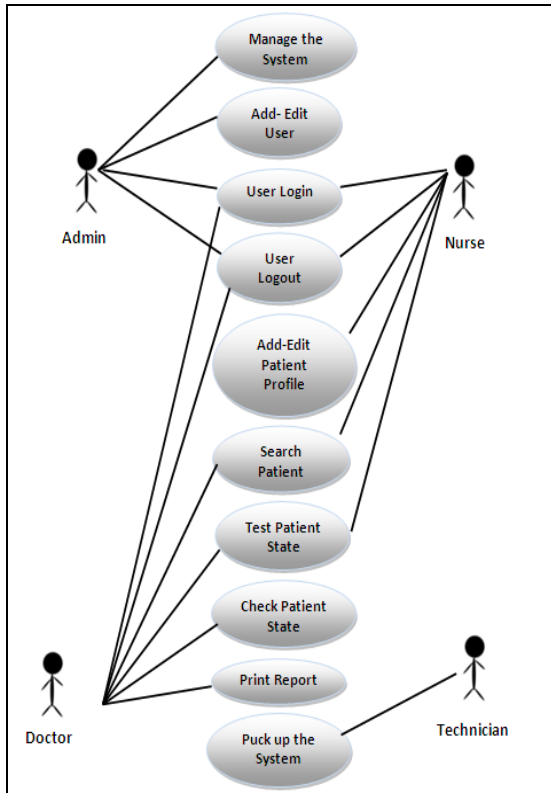 Manage the
System
Add- Edit
User
User Login
Admin
Nurse
User
Logout
Add-Edit
Patient
Profile
Search
Patient
Test Patient
State
Check Patient
State
Print Report
Doctor
Technician
Puck up the
System